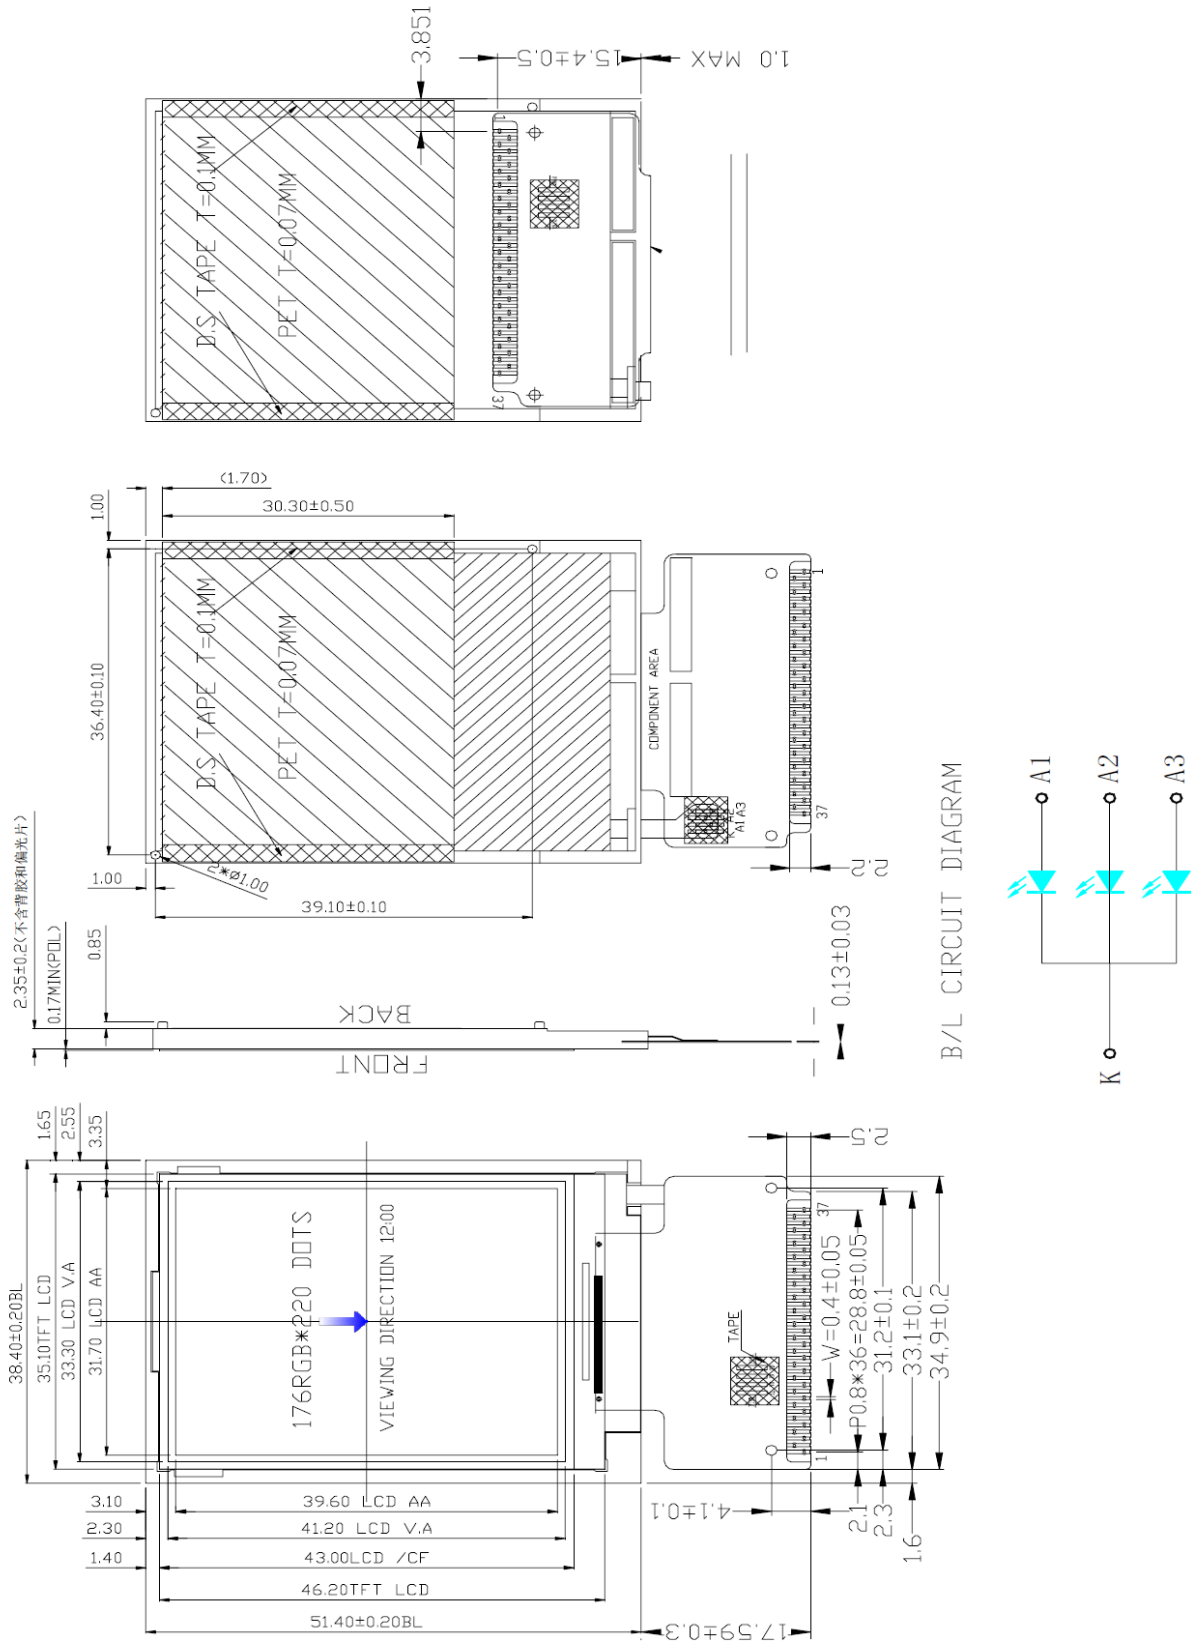 3.851
15.4±0.5
1.0 MAX
D.S TAPE T=0.1MM
PET T=0.07MM
1
37
(1.70)
30.30±0.50
1.00
36.40±0.10
D.S TAPE T=0.1MM
PET T=0.07MM
COMPONENT AREA
K A2
A1 A3
1
37
2.2
1.00
2*Ø1.00
39.10±0.10
2.35±0.2(不含背胶和偏光片)
0.17MIN(POL)
0.85
BACK
FRONT
0.13±0.03
B/L CIRCUIT DIAGRAM
A1
A2
A3
K
1.65
2.55
3.35
38.40±0.20BL
35.10TFT LCD
33.30 LCD V.A
31.70 LCD AA
176RGB*220 DOTS
VIEWING DIRECTION 12:00
TAPE
2.5
37
1
W=0.4±0.05
P0.8*36=28.8±0.05
31.2±0.1
33.1±0.2
34.9±0.2
4.1±0.1
2.1
2.3
1.6
3.10
39.60 LCD AA
2.30
41.20 LCD V.A
1.40
43.00LCD /CF
46.20TFT LCD
51.40±0.20BL
17.59±0.3